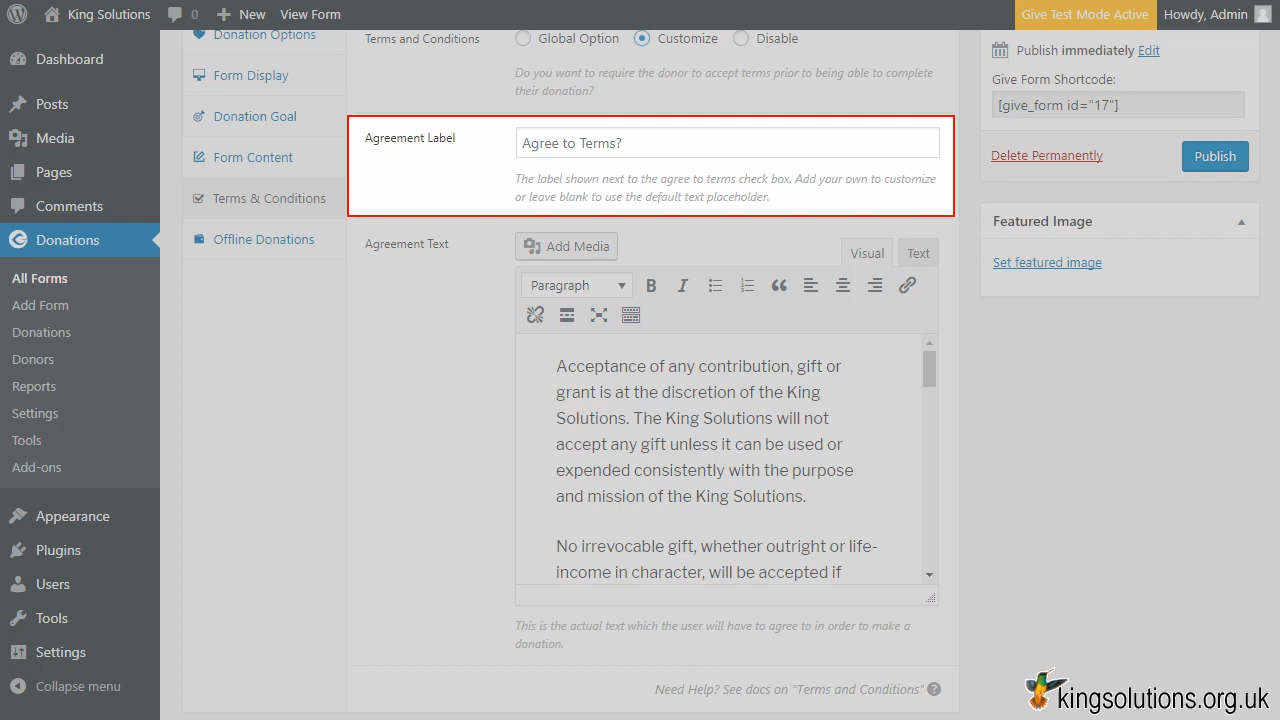 King Solutions 0 New View Form Give Test Mode Active Howdy, Admin
Dashboard
Posts
Media
Pages
Comments
Donations
All Forms
Add Form
Donations
Donors
Reports
Settings
Tools
Add-ons
Appearance
Plugins
Users
Tools
Settings
Collapse menu
Donation Options
Form Display
Donation Goal
Form Content
Terms & Conditions
Offline Donations
Terms and Conditions Global Option Customize Disable
Do you want to require the donor to accept terms prior to being able to complete
their donation?
Agreement Label Agree to Terms?
The label shown next to the agree to terms check box. Add your own to customize
or leave blank to use the default text placeholder.
Agreement Text Add Media Visual Text
Paragraph B I
Acceptance of any contribution, gift or
grant is at the discretion of the King
Solutions. The King Solutions will not
accept any gift unless it can be used or
expended consistently with the purpose
and mission of the King Solutions.
No irrevocable gift, whether outright or life-
income in character, will be accepted if
This is the actual text which the user will have to agree to in order to make a
donation.
Need Help? See docs on "Terms and Conditions" ?
Publish immediately Edit
Give Form Shortcode:
[give_form id="17"]
Delete Permanently Publish
Featured Image
Set featured image
kingsolutions.org.uk